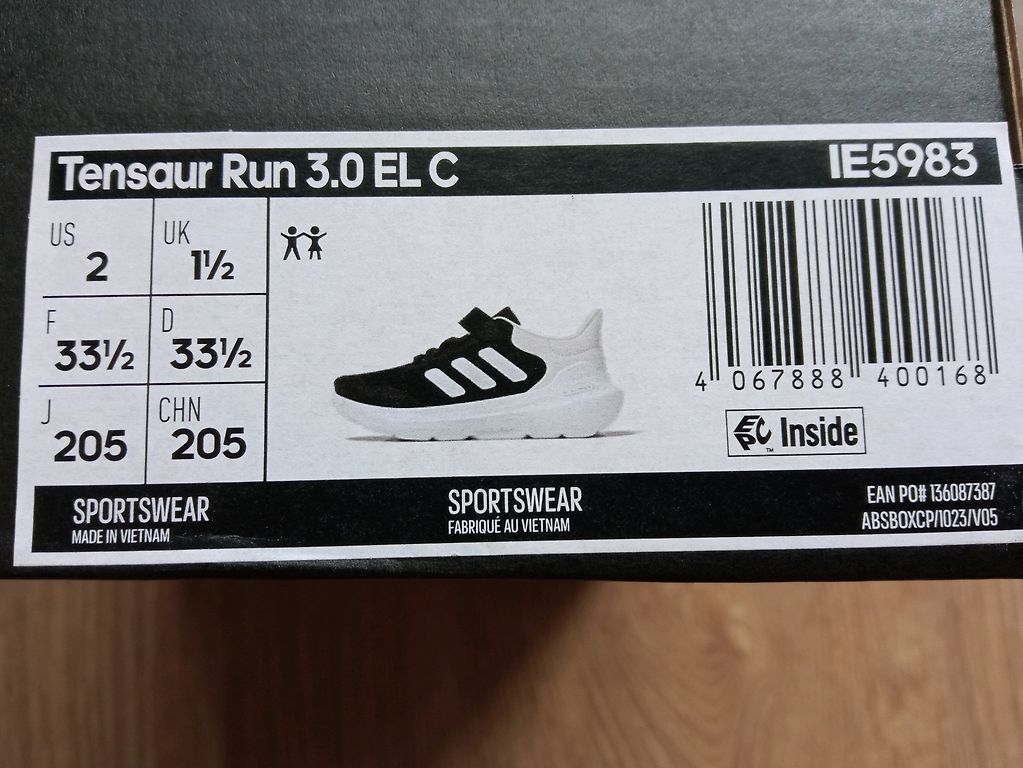 Tensaur Run 3.0 EL C IE5983
US UK
2 1½
F D
33½ 33½
J CHN
205 205
4 067888 400168
EPC™ Inside
SPORTSWEAR
MADE IN VIETNAM
SPORTSWEAR
FABRIQUÉ AU VIETNAM
EAN PO# 136087387
ABSBOXCP/1023/V05